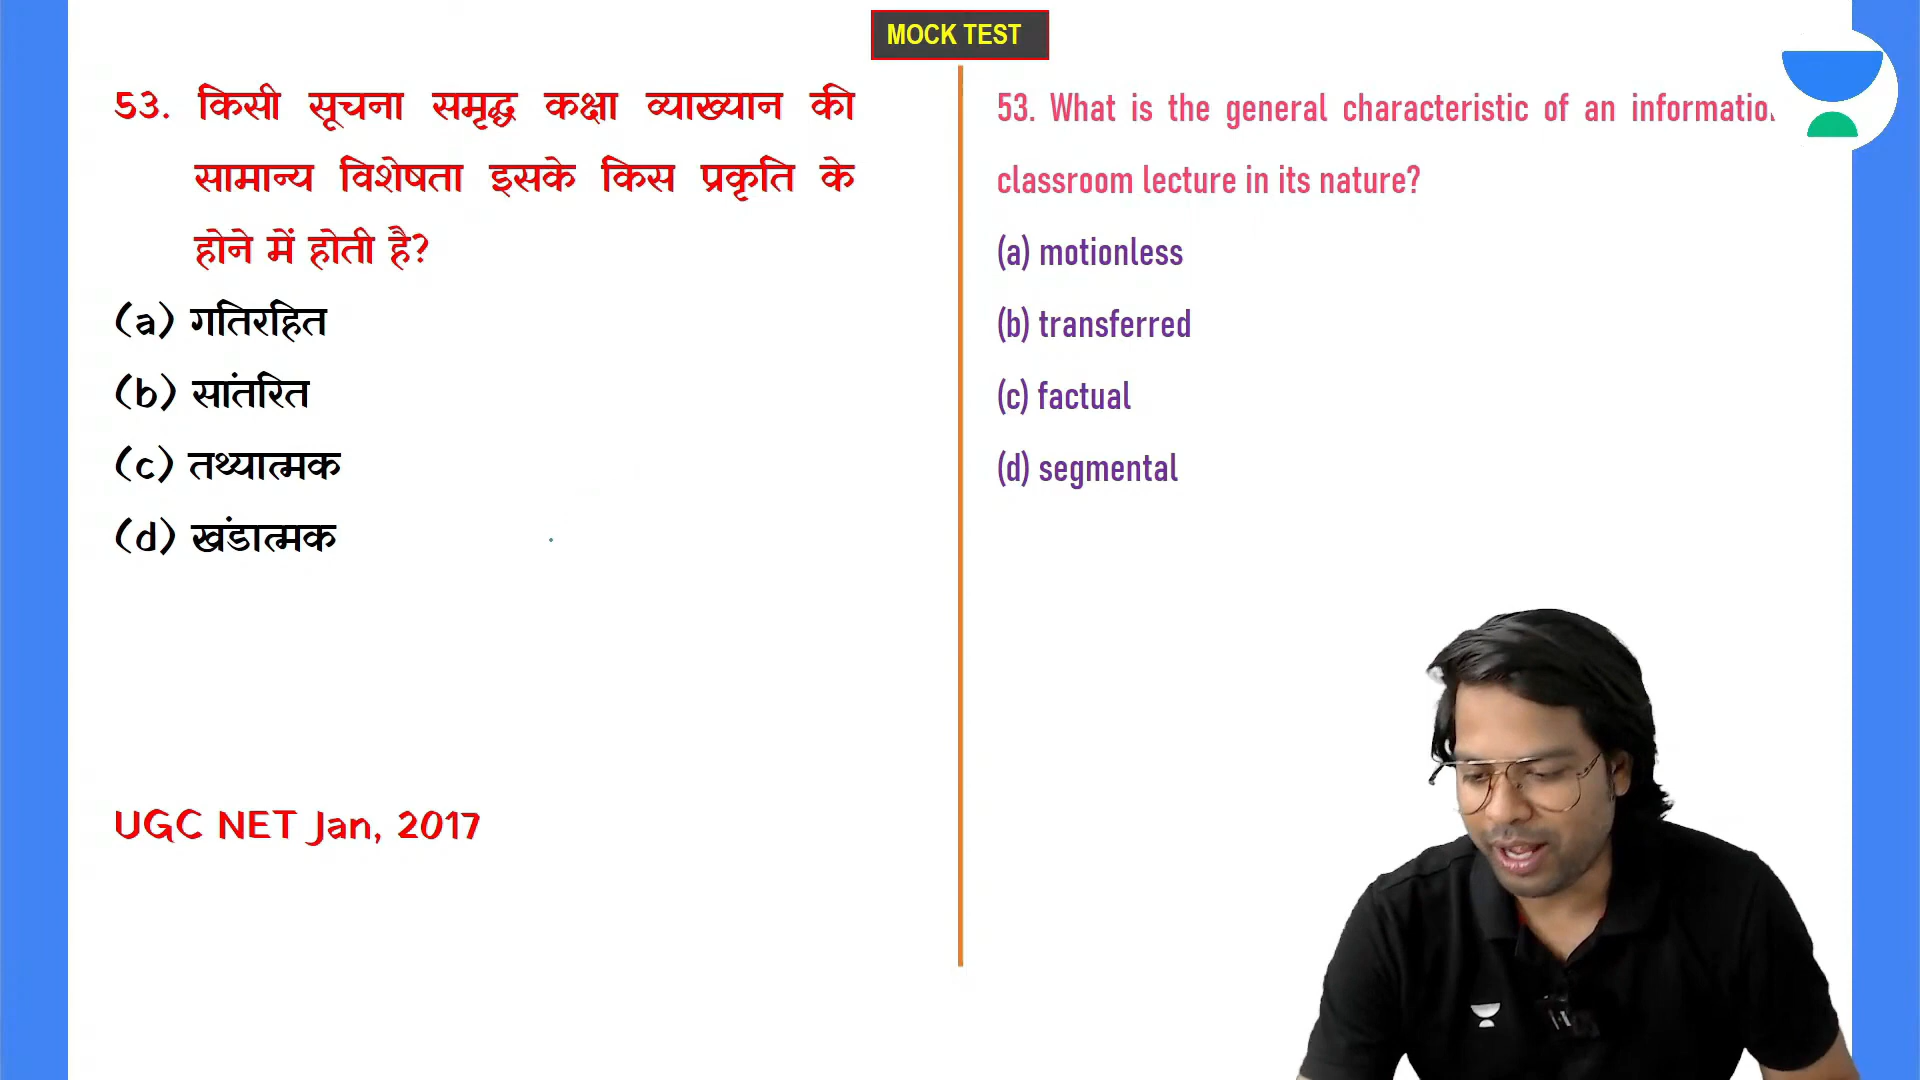 MOCK TEST
53. किसी सूचना समृद्ध कक्षा व्याख्यान की
सामान्य विशेषता इसके किस प्रकृति के
होने में होती है?
(a) गतिरहित
(b) सांतरित
(c) तथ्यात्मक
(d) खंडात्मक
UGC NET Jan, 2017
53. What is the general characteristic of an
classroom lecture in its nature?
(a) motionless
(b) transferred
(c) factual
(d) segmental